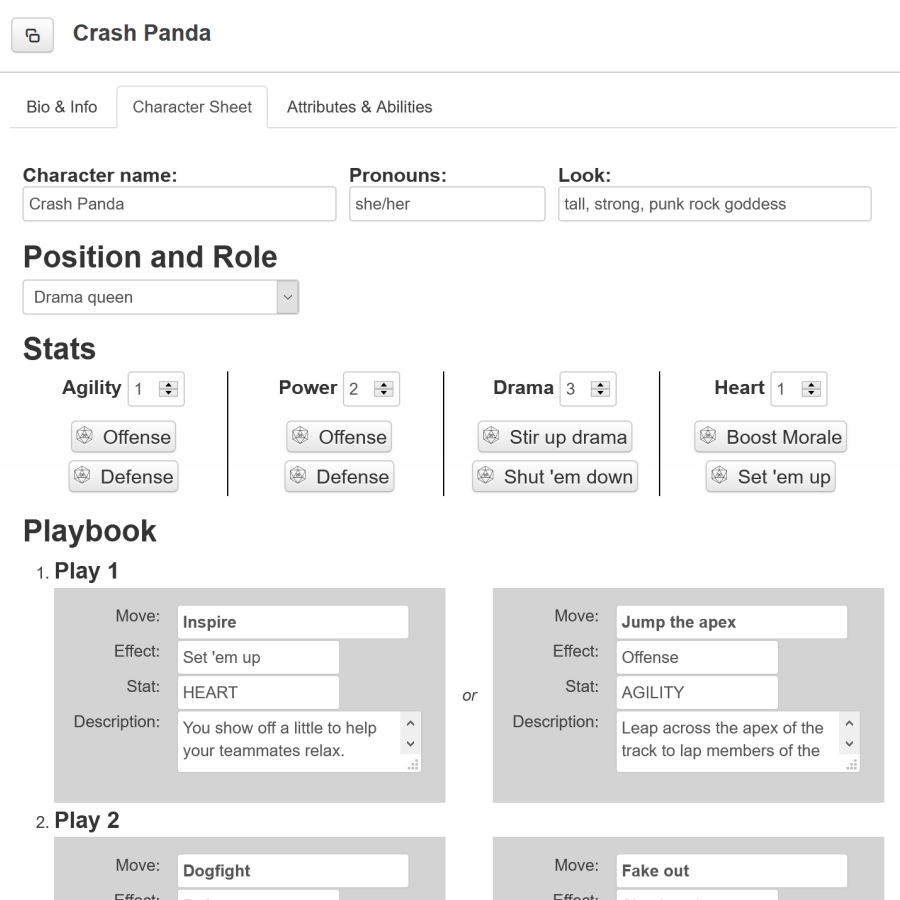 Crash Panda
Bio & Info Character Sheet Attributes & Abilities
Character name: Pronouns: Look:
Crash Panda she/her tall, strong, punk rock goddess
Position and Role
Drama queen
Stats
Agility 1 Power 2 Drama 3 Heart 1
Offense Offense Stir up drama Boost Morale
Defense Defense Shut 'em down Set 'em up
Playbook
1. Play 1
Move: Inspire Move: Jump the apex
Effect: Set 'em up Effect: Offense
Stat: HEART or Stat: AGILITY
Description: You show off a little to help Description: Leap across the apex of the
your teammates relax. track to lap members of the
2. Play 2
Move: Dogfight Move: Fake out
Effect: Effect: